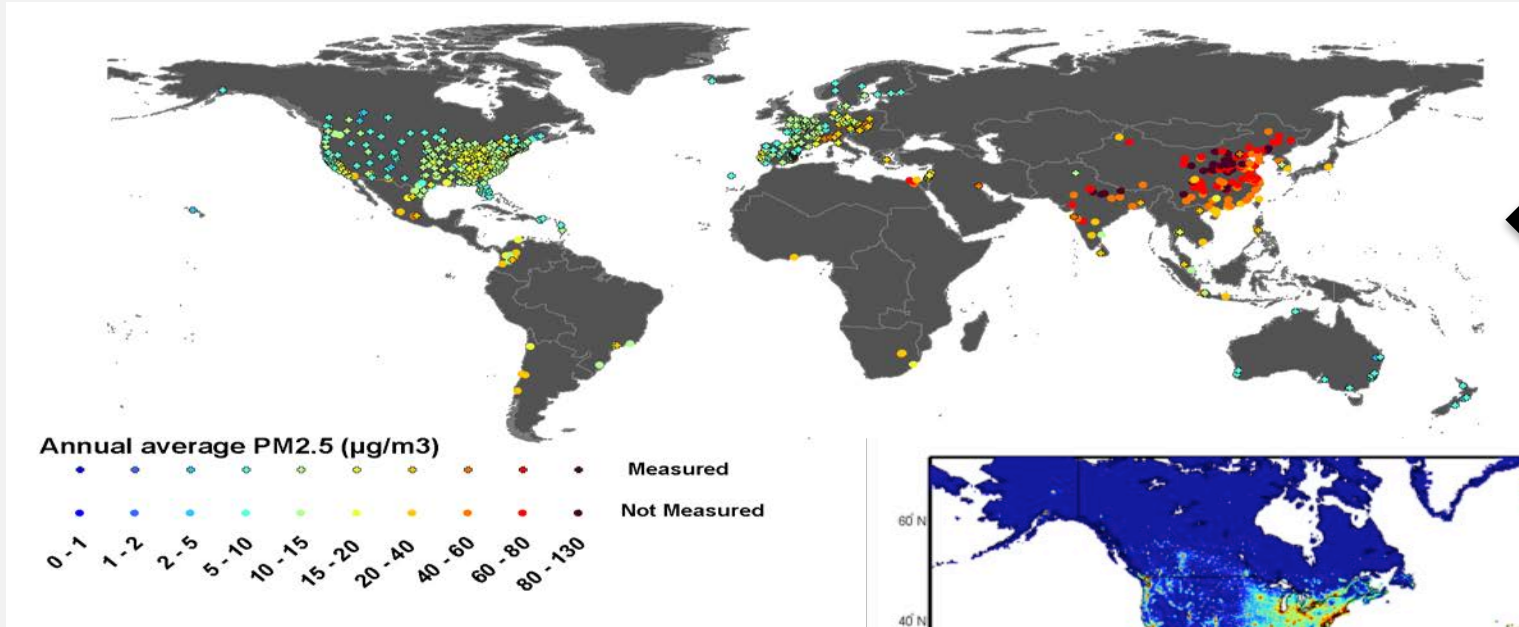 Annual average PM2.5 (µg/m3)
Measured
Not Measured
0 - 1
1 - 2
2 - 5
5 - 10
10 - 15
15 - 20
20 - 40
40 - 60
60 - 80
80 - 130
60° N
40° N